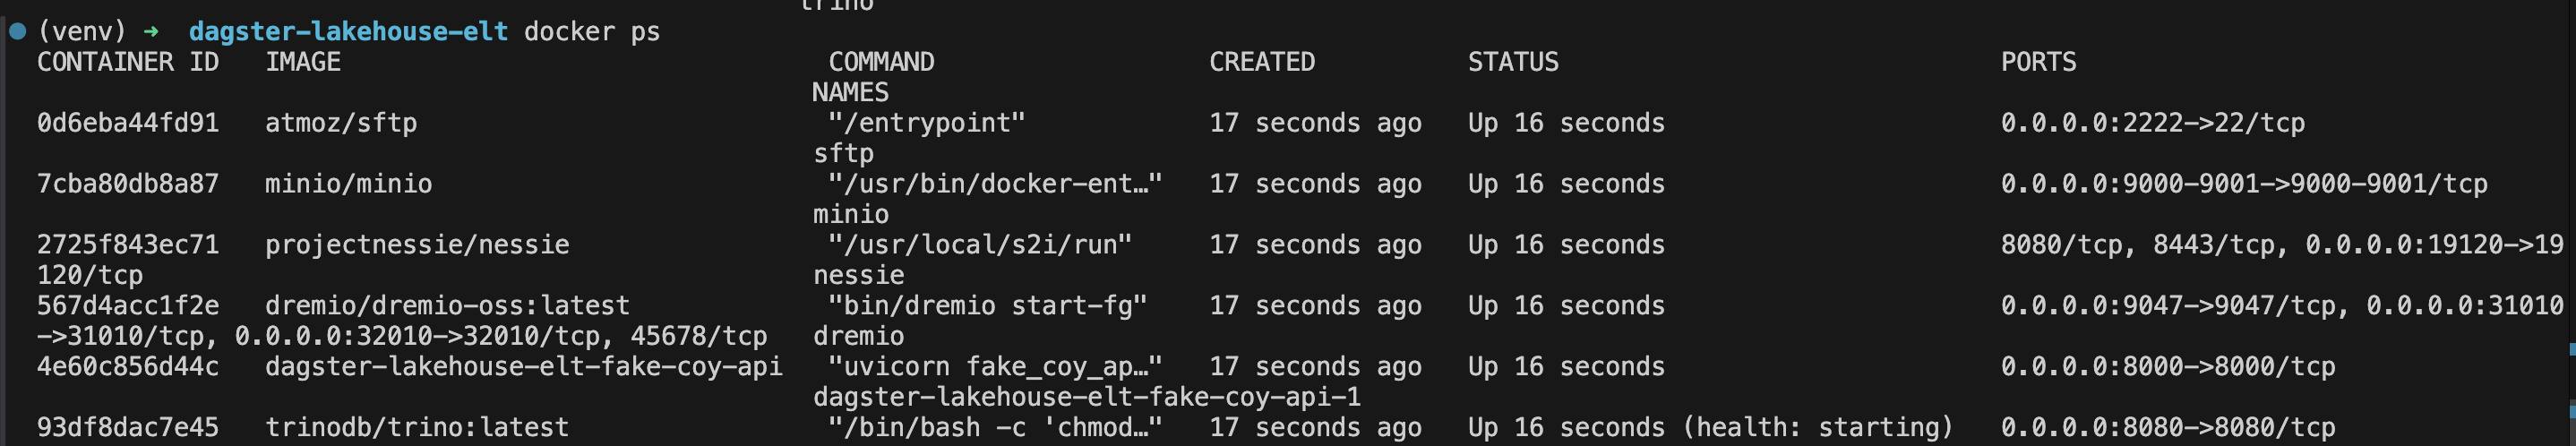 trino
(venv) ➜  dagster-lakehouse-elt docker ps
CONTAINER ID   IMAGE                                COMMAND                  CREATED          STATUS                             PORTS
                                                   NAMES
0d6eba44fd91   atmoz/sftp                           "/entrypoint"            17 seconds ago   Up 16 seconds                      0.0.0.0:2222->22/tcp
                                                   sftp
7cba80db8a87   minio/minio                          "/usr/bin/docker-ent…"   17 seconds ago   Up 16 seconds                      0.0.0.0:9000-9001->9000-9001/tcp
                                                   minio
2725f843ec71   projectnessie/nessie                 "/usr/local/s2i/run"     17 seconds ago   Up 16 seconds                      8080/tcp, 8443/tcp, 0.0.0.0:19120->19
120/tcp                                            nessie
567d4acc1f2e   dremio/dremio-oss:latest             "bin/dremio start-fg"    17 seconds ago   Up 16 seconds                      0.0.0.0:9047->9047/tcp, 0.0.0.0:31010
->31010/tcp, 0.0.0.0:32010->32010/tcp, 45678/tcp   dremio
4e60c856d44c   dagster-lakehouse-elt-fake-coy-api   "uvicorn fake_coy_ap…"   17 seconds ago   Up 16 seconds                      0.0.0.0:8000->8000/tcp
                                                   dagster-lakehouse-elt-fake-coy-api-1
93df8dac7e45   trinodb/trino:latest                 "/bin/bash -c 'chmod…"   17 seconds ago   Up 16 seconds (health: starting)   0.0.0.0:8080->8080/tcp